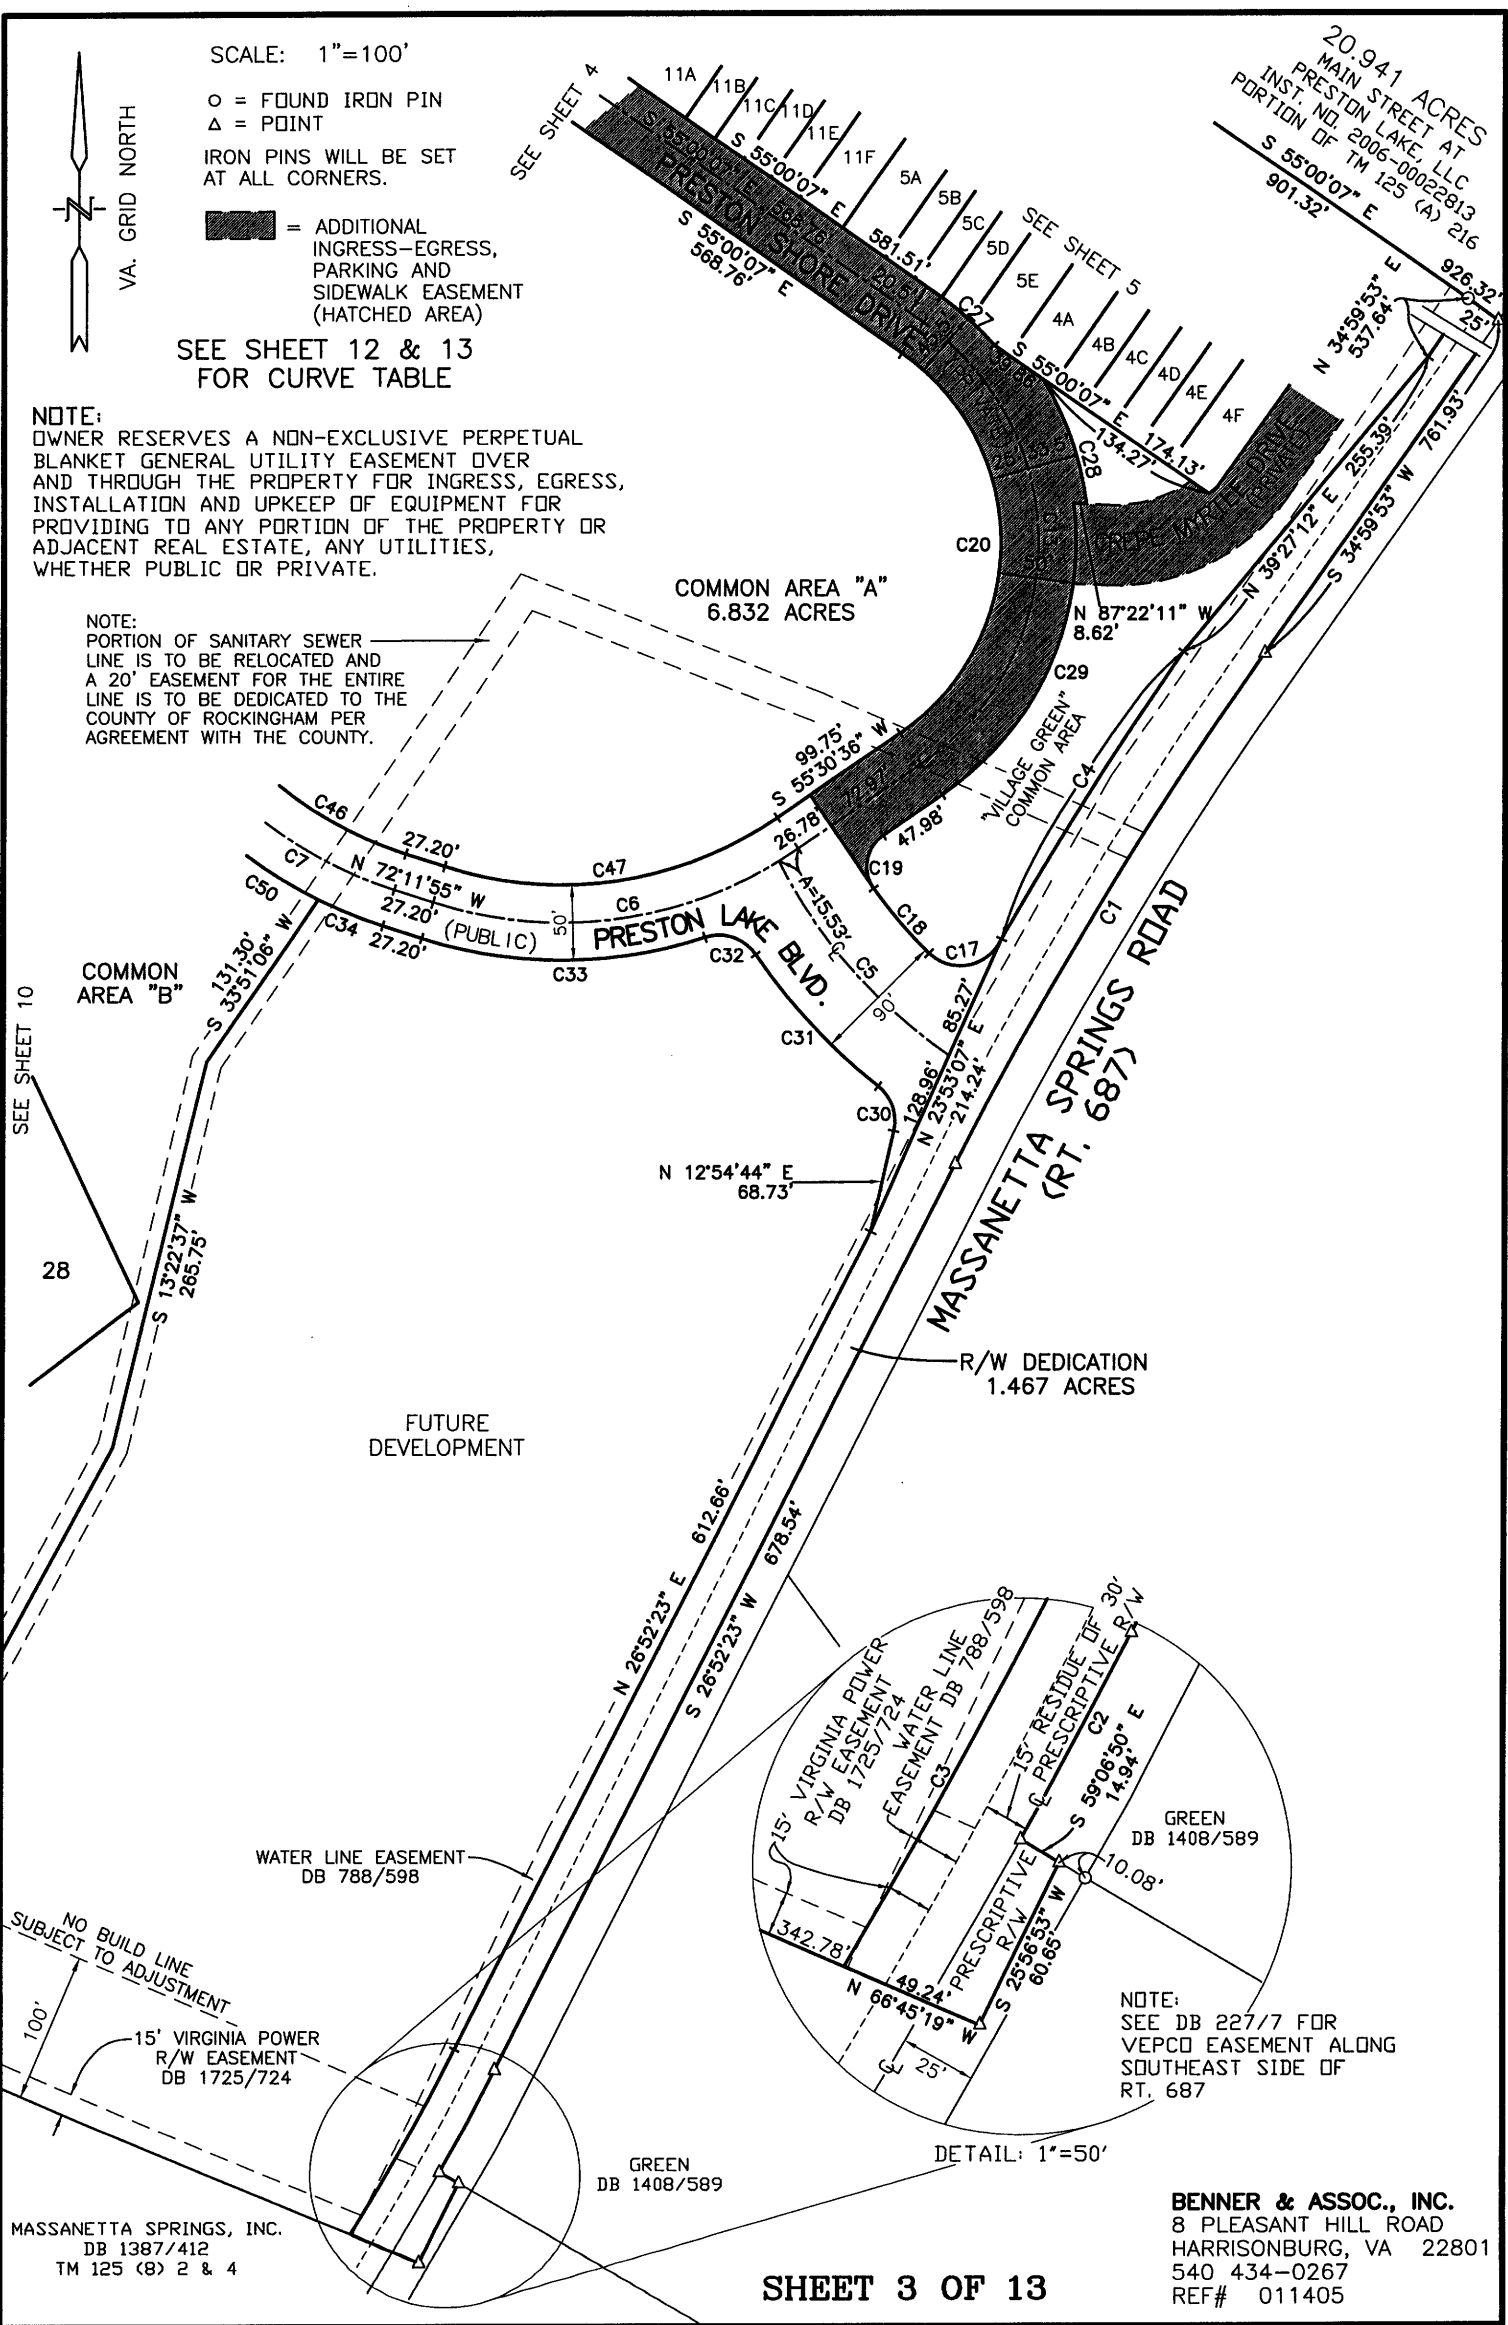 SCALE: 1"=100'
O = FOUND IRON PIN
Δ = POINT
IRON PINS WILL BE SET
AT ALL CORNERS.
= ADDITIONAL
INGRESS-EGRESS,
PARKING AND
SIDEWALK EASEMENT
(HATCHED AREA)
VA. GRID NORTH
N
SEE SHEET 12 & 13
FOR CURVE TABLE
NOTE:
OWNER RESERVES A NON-EXCLUSIVE PERPETUAL
BLANKET GENERAL UTILITY EASEMENT OVER
AND THROUGH THE PROPERTY FOR INGRESS, EGRESS,
INSTALLATION AND UPKEEP OF EQUIPMENT FOR
PROVIDING TO ANY PORTION OF THE PROPERTY OR
ADJACENT REAL ESTATE, ANY UTILITIES,
WHETHER PUBLIC OR PRIVATE.
NOTE:
PORTION OF SANITARY SEWER
LINE IS TO BE RELOCATED AND
A 20' EASEMENT FOR THE ENTIRE
LINE IS TO BE DEDICATED TO THE
COUNTY OF ROCKINGHAM PER
AGREEMENT WITH THE COUNTY.
SEE SHEET 4
11A
11B
11C
11D
11E
11F
5A
5B
5C
5D
5E
4A
4B
4C
4D
4E
4F
SEE SHEET 5
S 55°00'07" E
568.76'
S 55°00'07" E
581.51'
20.51'
PRESTON SHORE DRIVE
(PRIVATE)
S 55°00'07" E
568.76'
C27
39.86'
S 55°00'07" E
174.13'
134.27'
25'
33.5'
C28
50'
C20
CREPE MYRTLE DRIVE
(PRIVATE)
N 87°22'11" W
8.62'
C29
20.941 ACRES
MAIN STREET AT
PRESTON LAKE, LLC
INST. NO. 2006-00022813
PORTION OF TM 125 (A) 216
S 55°00'07" E
901.32'
926.32'
25'
N 34°59'53" E
537.64'
N 39°27'12" E 255.39'
S 34°59'53" W 761.93'
COMMON AREA "A"
6.832 ACRES
"VILLAGE GREEN"
COMMON AREA
99.75'
S 55°30'36" W
72.97'
26.78'
47.98'
C19
C18
C17
C4
C1
C46
27.20'
C7
N 72°11'55" W
27.20'
C50
C34
27.20'
C47
C6
50'
(PUBLIC)
PRESTON LAKE BLVD.
C33
C32
A=15.53'
C5
90'
C31
C30
85.27'
128.96'
N 23°53'07" E
214.24'
N 12°54'44" E
68.73'
MASSANETTA SPRINGS ROAD
(RT. 687)
COMMON
AREA "B"
131.30'
S 33°51'06" W
SEE SHEET 10
28
S 13°22'37" W
265.75'
FUTURE
DEVELOPMENT
R/W DEDICATION
1.467 ACRES
N 26°52'23" E 612.66'
S 26°52'23" W 678.54'
WATER LINE EASEMENT
DB 788/598
NO BUILD LINE
SUBJECT TO ADJUSTMENT
100'
15' VIRGINIA POWER
R/W EASEMENT
DB 1725/724
MASSANETTA SPRINGS, INC.
DB 1387/412
TM 125 (8) 2 & 4
GREEN
DB 1408/589
15' VIRGINIA POWER
R/W EASEMENT
DB 1725/724
WATER LINE
EASEMENT DB 788/598
C3
15' RESIDUE OF 30'
PRESCRIPTIVE R/W
C2
S 59°06'50" E
14.94'
GREEN
DB 1408/589
10.08'
PRESCRIPTIVE
R/W
S 25°56'53" W
60.65'
342.78'
49.24'
N 66°45'19" W
25'
DETAIL: 1"=50'
NOTE:
SEE DB 227/7 FOR
VEPCO EASEMENT ALONG
SOUTHEAST SIDE OF
RT. 687
BENNER & ASSOC., INC.
8 PLEASANT HILL ROAD
HARRISONBURG, VA 22801
540 434-0267
REF# 011405
SHEET 3 OF 13